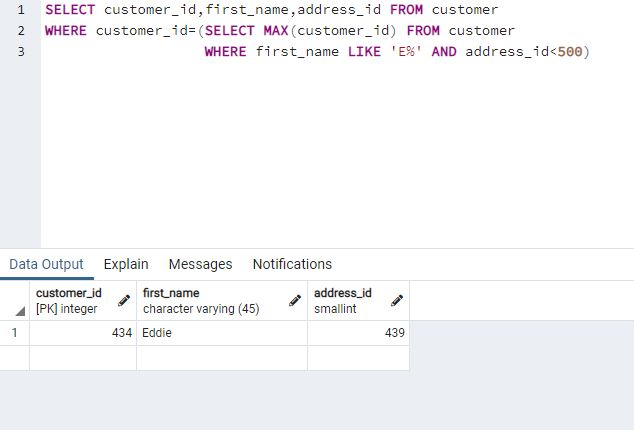 1 SELECT customer_id,first_name,address_id FROM customer
2 WHERE customer_id=(SELECT MAX(customer_id) FROM customer
3 WHERE first_name LIKE 'E%' AND address_id<500)
Data Output Explain Messages Notifications
customer_id first_name address_id
[PK] integer character varying (45) smallint
1 434 Eddie 439